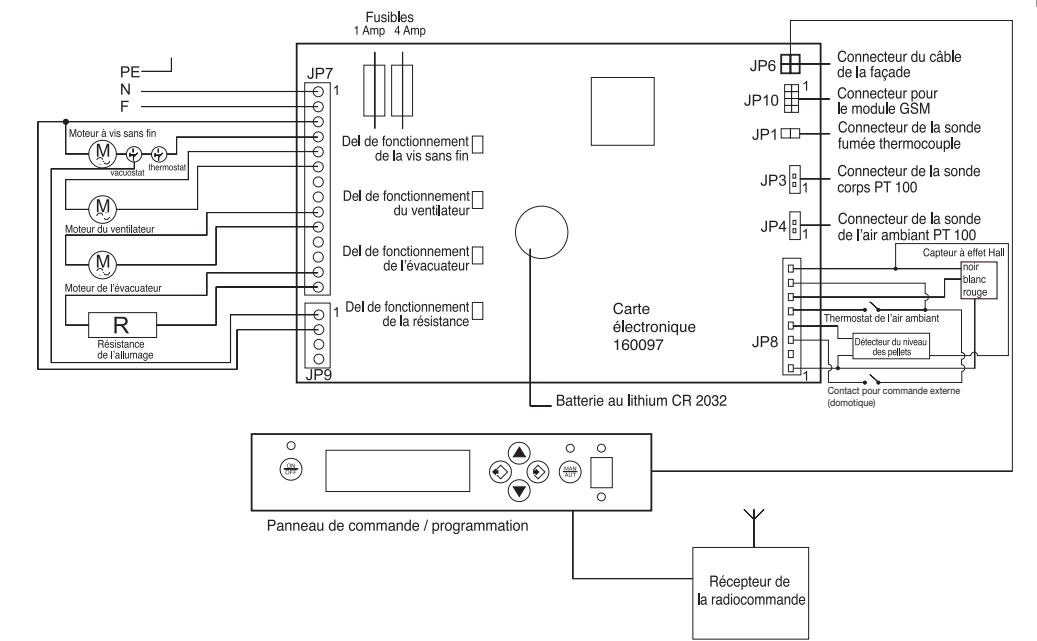 Fusibles
1 Amp 4 Amp
PE
N
F
JP7
1
Moteur à vis sans fin
M
vacuostat
thermostat
M
Moteur du ventilateur
M
Moteur de l'évacuateur
R
Résistance
de l'allumage
1
JP9
Del de fonctionnement
de la vis sans fin
Del de fonctionnement
du ventilateur
Del de fonctionnement
de l'évacuateur
Del de fonctionnement
de la résistance
Carte
électronique
160097
Batterie au lithium CR 2032
JP6
Connecteur du câble
de la façade
JP10
1
Connecteur pour
le module GSM
JP1
Connecteur de la sonde
fumée thermocouple
JP3
1
Connecteur de la sonde
corps PT 100
JP4
1
Connecteur de la sonde
de l'air ambiant PT 100
Capteur à effet Hall
noir
blanc
rouge
Thermostat de l'air ambiant
JP8
1
Détecteur du niveau
des pellets
Contact pour commande externe
(domotique)
ON
OFF
MAN
AUT
Panneau de commande / programmation
Récepteur de
la radiocommande